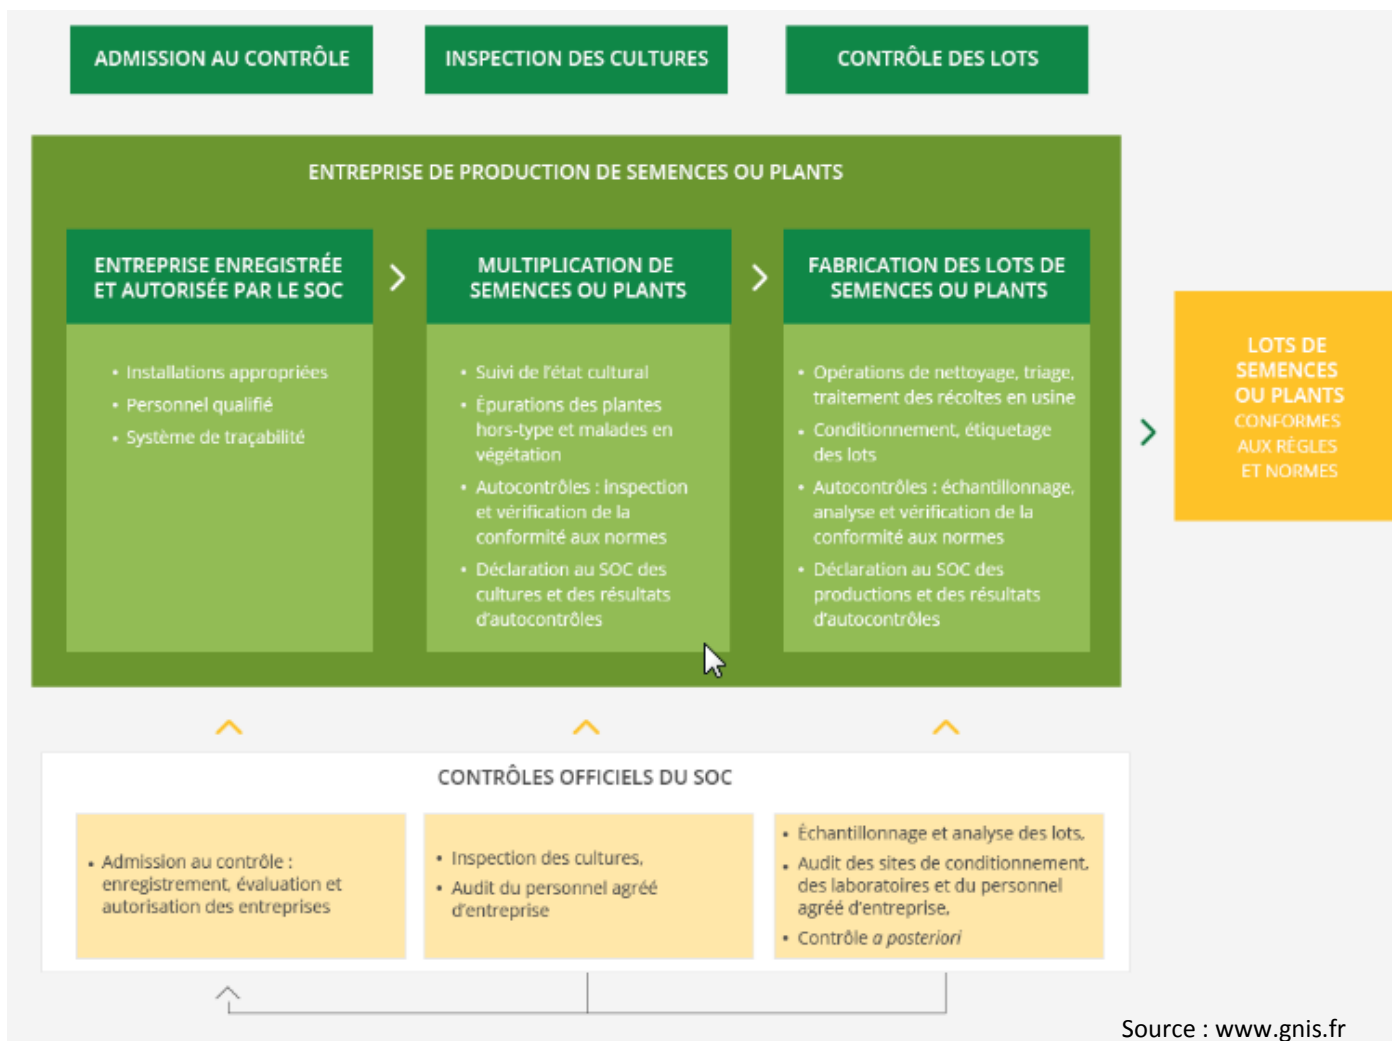 ADMISSION AU CONTRÔLE
INSPECTION DES CULTURES
CONTRÔLE DES LOTS
ENTREPRISE DE PRODUCTION DE SEMENCES OU PLANTS
ENTREPRISE ENREGISTRÉE
ET AUTORISÉE PAR LE SOC
• Installations appropriées
• Personnel qualifié
• Système de traçabilité
MULTIPLICATION DE
SEMENCES OU PLANTS
• Suivi de l'état cultural
• Épurations des plantes
hors-type et malades en
végétation
• Autocontrôles : inspection
et vérification de la
conformité aux normes
• Déclaration au SOC des
cultures et des résultats
d'autocontrôles
FABRICATION DES LOTS DE
SEMENCES OU PLANTS
• Opérations de nettoyage, triage,
traitement des récoltes en usine
• Conditionnement, étiquetage
des lots
• Autocontrôles : échantillonnage,
analyse et vérification de la
conformité aux normes
• Déclaration au SOC des
productions et des résultats
d'autocontrôles
LOTS DE
SEMENCES
OU PLANTS
CONFORMES
AUX RÈGLES
ET NORMES
CONTRÔLES OFFICIELS DU SOC
• Admission au contrôle :
enregistrement, évaluation et
autorisation des entreprises
• Inspection des cultures,
• Audit du personnel agréé
d'entreprise
• Échantillonnage et analyse des lots,
• Audit des sites de conditionnement,
des laboratoires et du personnel
agréé d'entreprise,
• Contrôle a posteriori
Source : www.gnis.fr